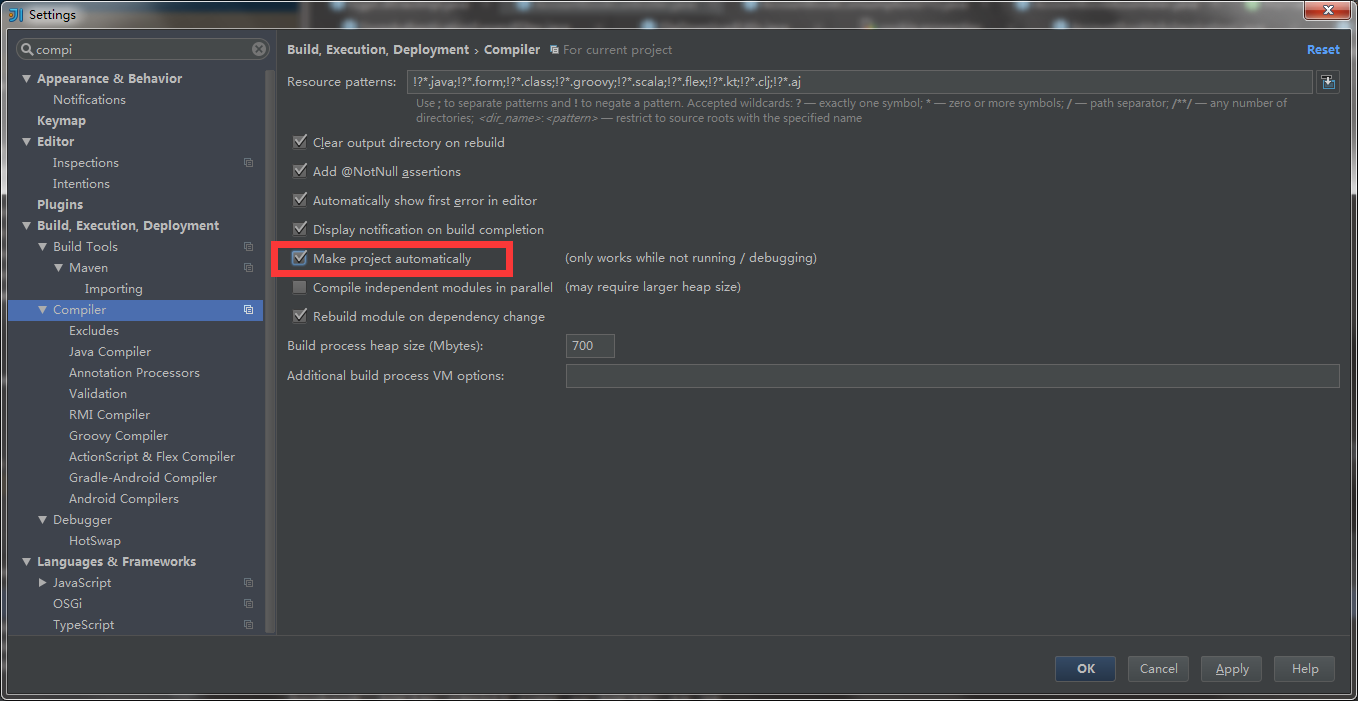 Settings
compi
Appearance & Behavior
Notifications
Keymap
Editor
Inspections
Intentions
Plugins
Build, Execution, Deployment
Build Tools
Maven
Importing
Compiler
Excludes
Java Compiler
Annotation Processors
Validation
RMI Compiler
Groovy Compiler
ActionScript & Flex Compiler
Gradle-Android Compiler
Android Compilers
Debugger
HotSwap
Languages & Frameworks
JavaScript
OSGi
TypeScript
Build, Execution, Deployment › Compiler For current project Reset
Resource patterns: !?*.java;!?*.form;!?*.class;!?*.groovy;!?*.scala;!?*.flex;!?*.kt;!?*.clj;!?*.aj
Use ; to separate patterns and ! to negate a pattern. Accepted wildcards: ? — exactly one symbol; * — zero or more symbols; / — path separator; /**/ — any number of
directories; <dir_name>:<pattern> — restrict to source roots with the specified name
Clear output directory on rebuild
Add @NotNull assertions
Automatically show first error in editor
Display notification on build completion
Make project automatically (only works while not running / debugging)
Compile independent modules in parallel (may require larger heap size)
Rebuild module on dependency change
Build process heap size (Mbytes): 700
Additional build process VM options:
OK Cancel Apply Help